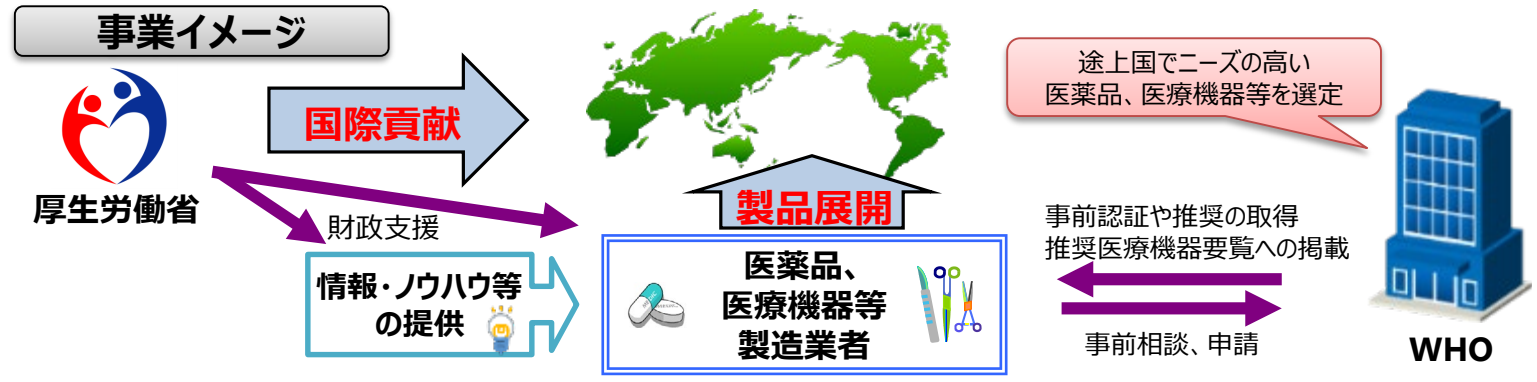 事業イメージ
厚生労働省
国際貢献
財政支援
情報・ノウハウ等
の提供
製品展開
医薬品、
医療機器等
製造業者
途上国でニーズの高い
医薬品、医療機器等を選定
事前認証や推奨の取得
推奨医療機器要覧への掲載
事前相談、申請
WHO